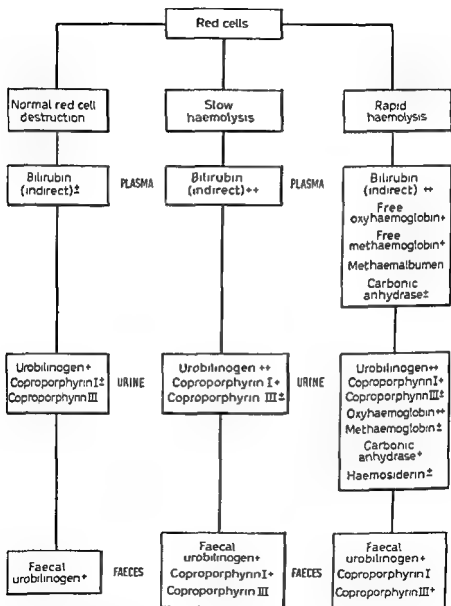 Red cells
Normal red cell
destruction
Slow
haemolysis
Rapid
haemolysis
Bilirubin
(indirect)±
PLASMA
Bilirubin
(indirect)++
PLASMA
Bilirubin
(indirect) ++
Free
oxyhaemoglobin+
Free
methaemoglobin+
Methaemalbumen
Carbonic
anhydrase±
Urobilinogen+
Coproporphyrin I±
Coproporphyrin III
URINE
Urobilinogen ++
Coproporphyrin I+
Coproporphyrin III±
URINE
Urobilinogen++
Coproporphyrin I+
Coproporphyrin III±
Oxyhaemoglobin++
Methaemoglobin±
Carbonic
anhydrase+
Haemosiderin±
Faecal
urobilinogen+
FAECES
Faecal
urobilinogen+
Coproporphyrin I+
Coproporphyrin III
FAECES
Faecal
urobilinogen+
Coproporphyrin I
Coproporphyrin III+